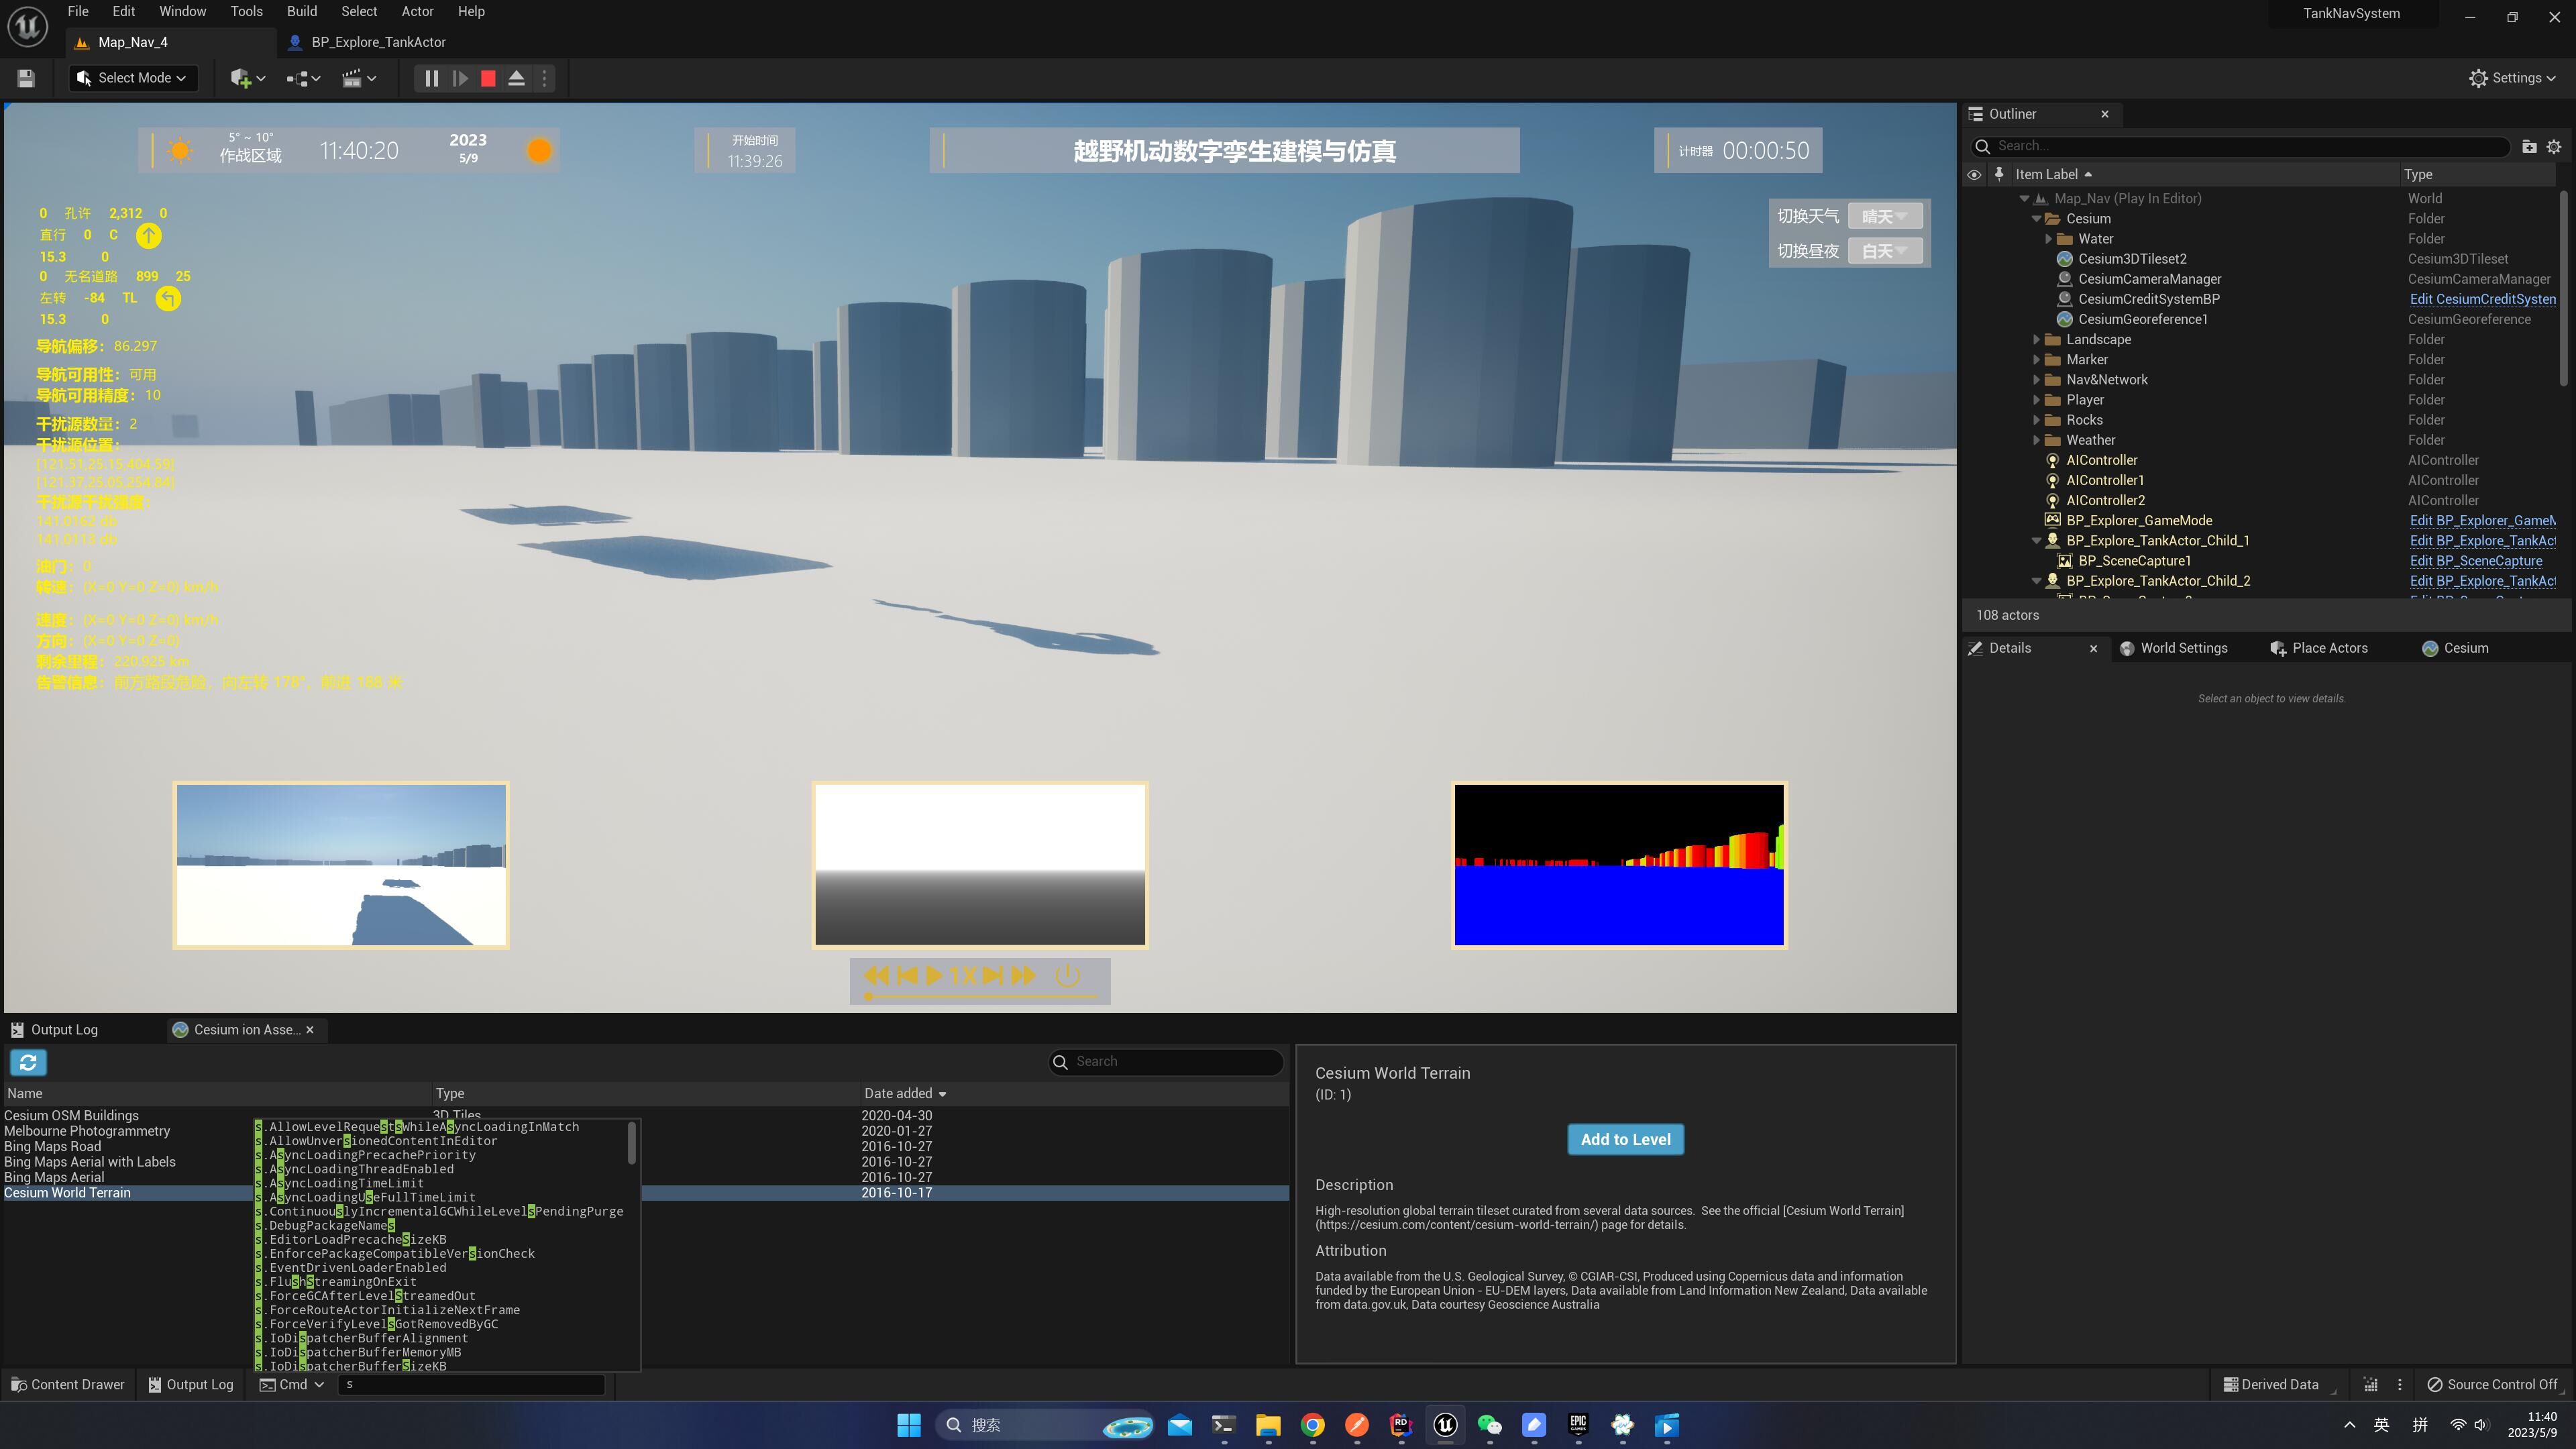 File Edit Window Tools Build Select Actor Help
TankNavSystem
Map_Nav_4
BP_Explore_TankActor
Select Mode
Settings
5° ~ 10°
作战区域
11:40:20
2023
5/9
开始时间
11:39:26
越野机动数字孪生建模与仿真
计时器 00:00:50
切换天气 晴天
切换昼夜 白天
0 孔许 2,312 0
直行 0 C
15.3 0
0 无名道路 899 25
左转 -84 TL
15.3 0
导航偏移: 86.297
导航可用性: 可用
导航可用精度: 10
干扰源数量: 2
干扰源位置:
干扰源干扰强度:
油门: 0
转速: (X=0 Y=0 Z=0) km/h
速度: (X=0 Y=0 Z=0) km/h
方向: (X=0 Y=0 Z=0)
剩余里程: 220.925 km
告警信息:
1X
Outliner
Search...
Item Label Type
Map_Nav (Play In Editor) World
Cesium Folder
Water Folder
Cesium3DTileset2 Cesium3DTileset
CesiumCameraManager CesiumCameraManager
CesiumCreditSystemBP Edit CesiumCreditSystem
CesiumGeoreference1 CesiumGeoreference
Landscape Folder
Marker Folder
Nav&Network Folder
Player Folder
Rocks Folder
Weather Folder
AIController AIController
AIController1 AIController
AIController2 AIController
BP_Explorer_GameMode Edit BP_Explorer_GameM
BP_Explore_TankActor_Child_1 Edit BP_Explore_TankAct
BP_SceneCapture1 Edit BP_SceneCapture
BP_Explore_TankActor_Child_2 Edit BP_Explore_TankAct
108 actors
Details World Settings Place Actors Cesium
Select an object to view details.
Output Log
Cesium ion Asse...
Search
Name Type Date added
Cesium OSM Buildings 3D Tiles 2020-04-30
Melbourne Photogrammetry 2020-01-27
Bing Maps Road 2016-10-27
Bing Maps Aerial with Labels 2016-10-27
Bing Maps Aerial 2016-10-27
Cesium World Terrain 2016-10-17
s.AllowLevelRequestsWhileAsyncLoadingInMatch
s.AllowUnversionedContentInEditor
s.AsyncLoadingPrecachePriority
s.AsyncLoadingThreadEnabled
s.AsyncLoadingTimeLimit
s.AsyncLoadingUseFullTimeLimit
s.ContinuouslyIncrementalGCWhileLevelsPendingPurge
s.DebugPackageNames
s.EditorLoadPrecacheSizeKB
s.EnforcePackageCompatibleVersionCheck
s.EventDrivenLoaderEnabled
s.FlushStreamingOnExit
s.ForceGCAfterLevelStreamedOut
s.ForceRouteActorInitializeNextFrame
s.ForceVerifyLevelsGotRemovedByGC
s.IoDispatcherBufferAlignment
s.IoDispatcherBufferMemoryMB
s.IoDispatcherBufferSizeKB
Cesium World Terrain
(ID: 1)
Add to Level
Description
High-resolution global terrain tileset curated from several data sources. See the official [Cesium World Terrain]
(https://cesium.com/content/cesium-world-terrain/) page for details.
Attribution
Data available from the U.S. Geological Survey, © CGIAR-CSI, Produced using Copernicus data and information
funded by the European Union - EU-DEM layers, Data available from Land Information New Zealand, Data available
from data.gov.uk, Data courtesy Geoscience Australia
Content Drawer Output Log Cmd s
Derived Data
Source Control Off
搜索
RD
EPIC GAMES
英 拼
11:40
2023/5/9